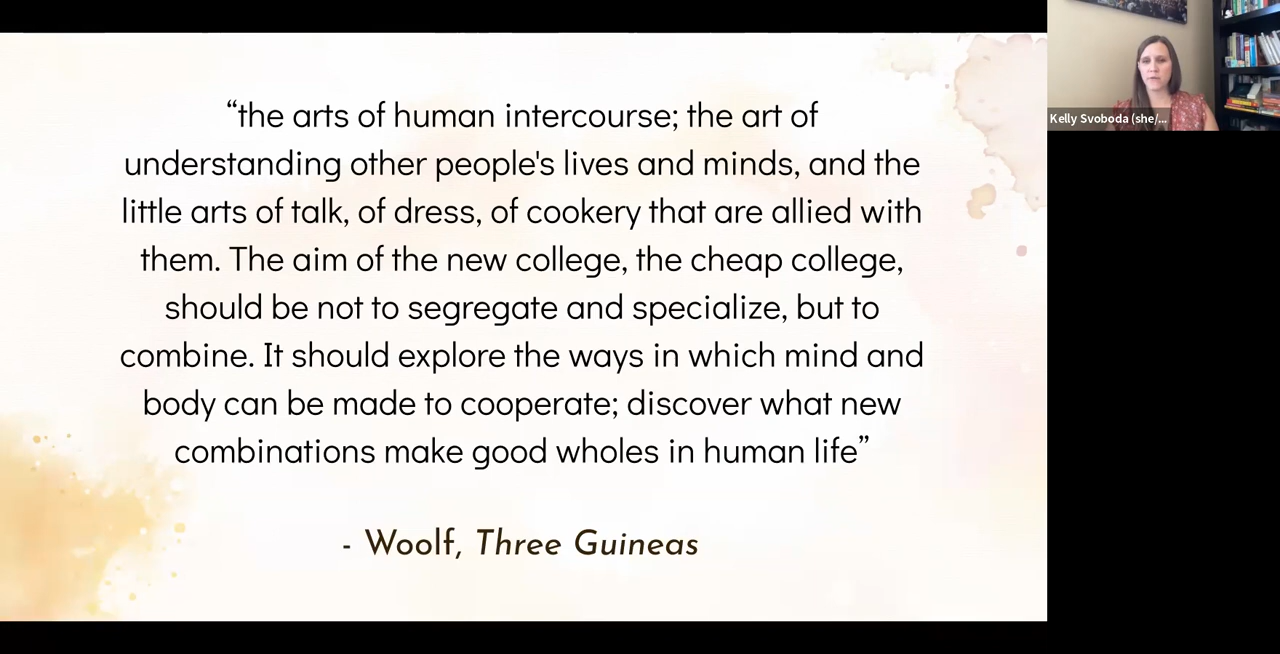 “the arts of human intercourse; the art of
understanding other people's lives and minds, and the
little arts of talk, of dress, of cookery that are allied with
them. The aim of the new college, the cheap college,
should be not to segregate and specialize, but to
combine. It should explore the ways in which mind and
body can be made to cooperate; discover what new
combinations make good wholes in human life”
- Woolf, Three Guineas
Kelly Svoboda (she/...